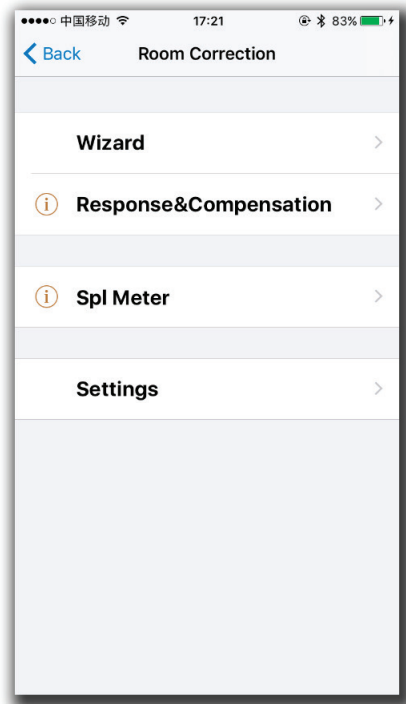 中国移动 17:21 83%
Back Room Correction
Wizard
Response&Compensation
Spl Meter
Settings